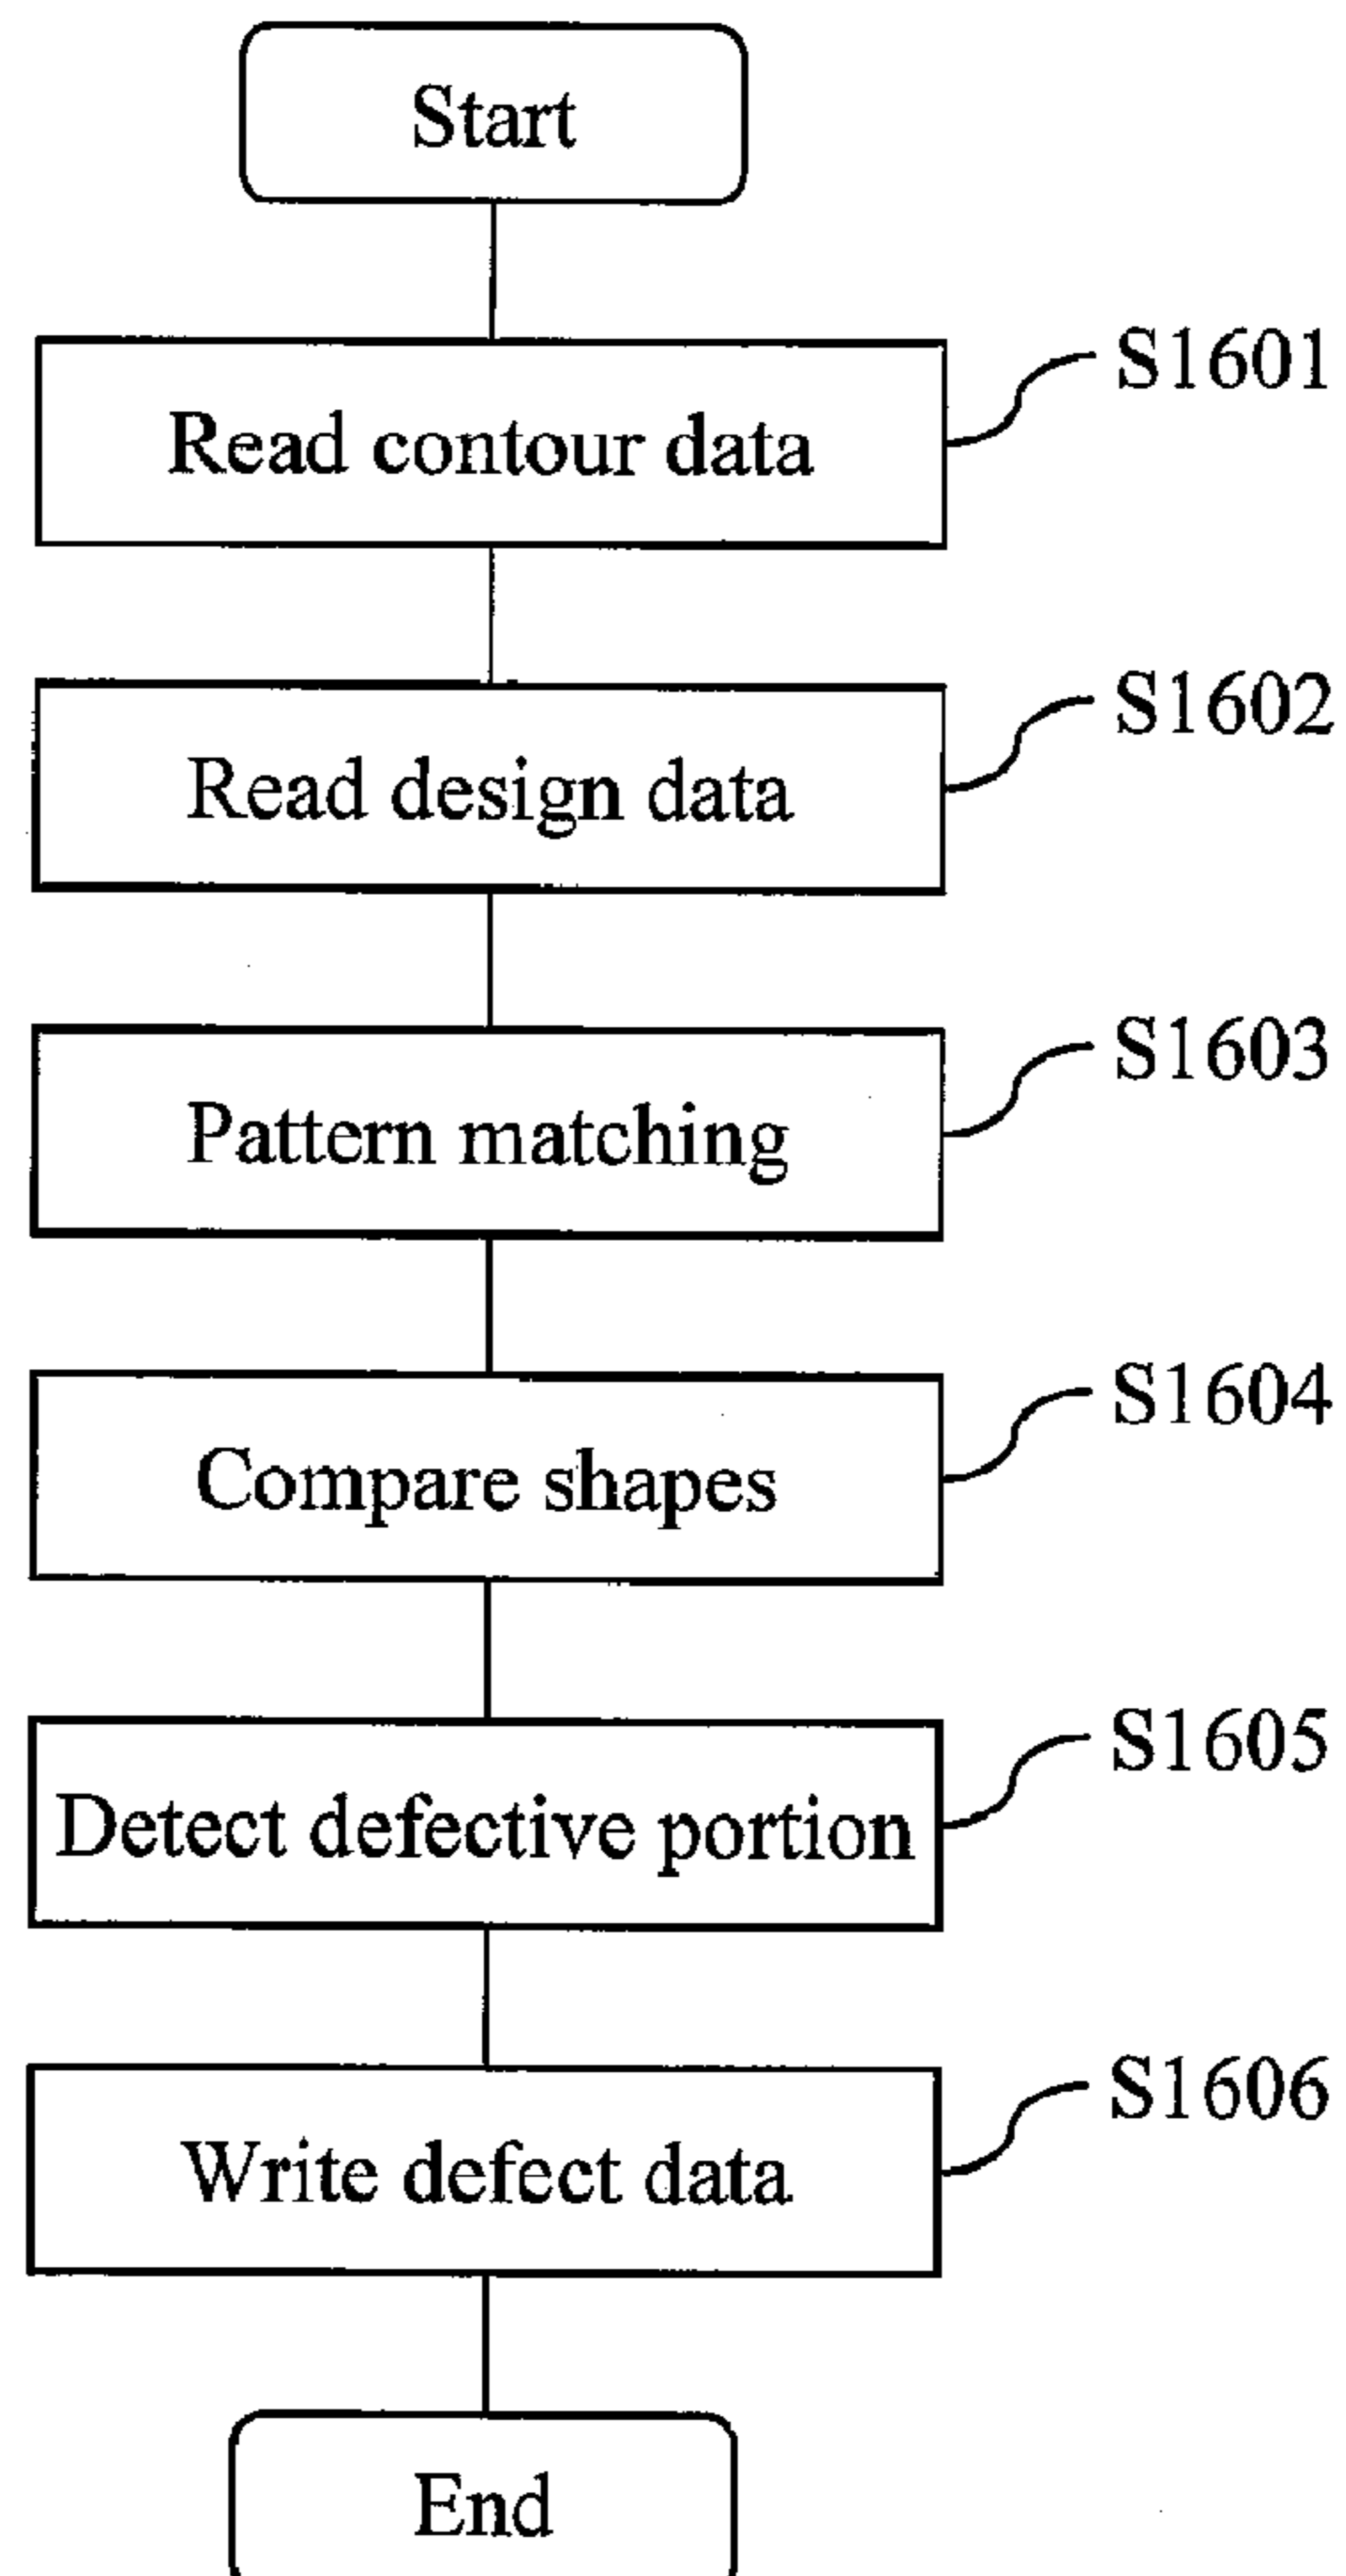 Start
Read contour data
S1601
Read design data
S1602
Pattern matching
S1603
Compare shapes
S1604
Detect defective portion
S1605
Write defect data
S1606
End